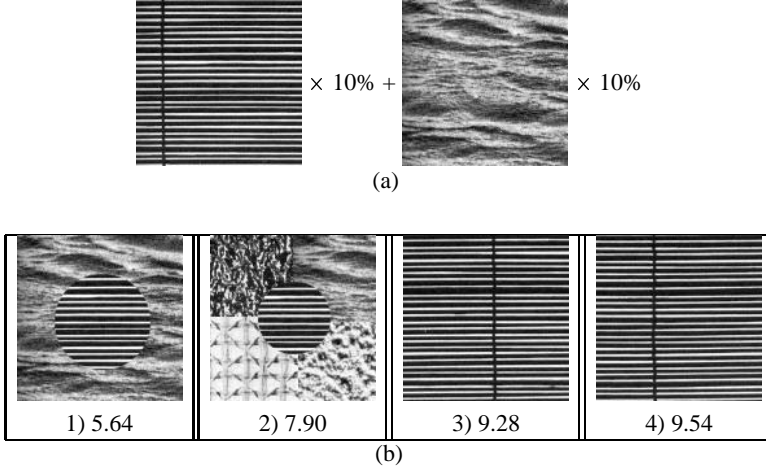 × 10% + × 10%
(a)
1) 5.64 2) 7.90 3) 9.28 4) 9.54
(b)